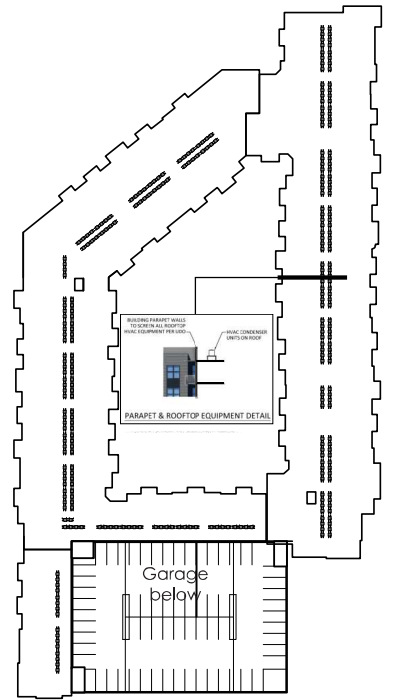 BUILDING PARAPET WALLS
TO SCREEN ALL ROOFTOP
HVAC EQUIPMENT PER UDO
HVAC CONDENSER
UNITS ON ROOF
PARAPET & ROOFTOP EQUIPMENT DETAIL
Garage
below